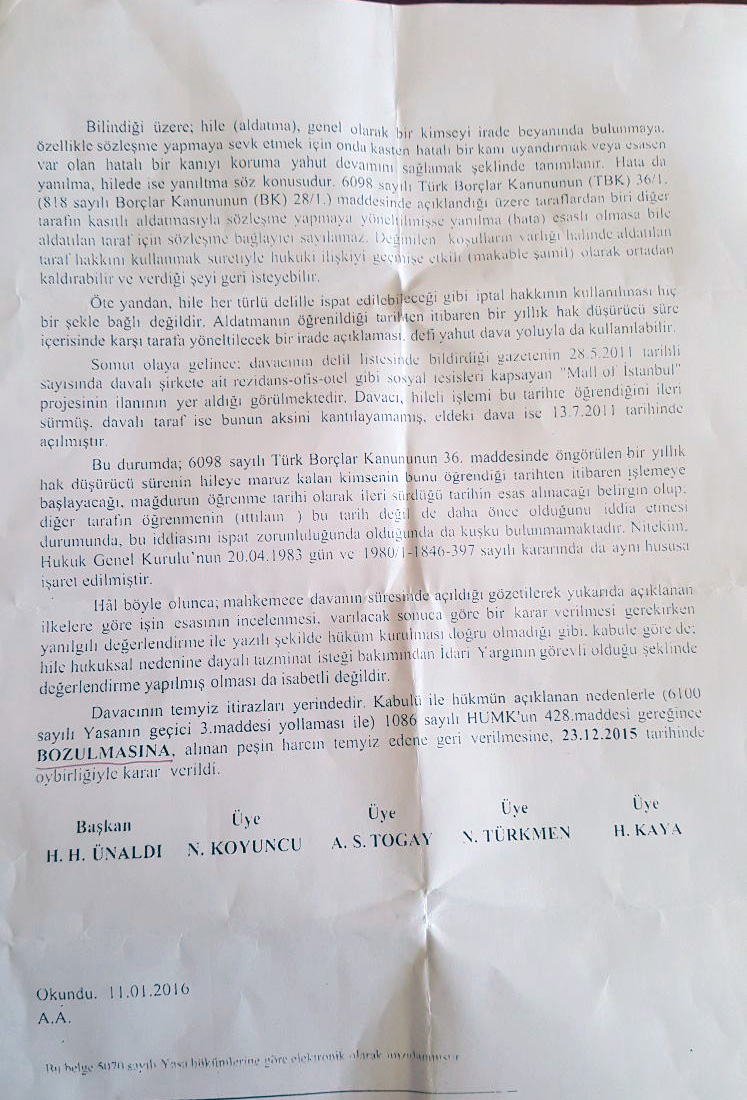 Bilindiği üzere; hile (aldatma), genel olarak bir kimseyi irade beyanında bulunmaya,
özellikle sözleşme yapmaya sevk etmek için onda kasten hatalı bir kanı uyandırmak veya esasen
var olan hatalı bir kanıyı koruma yahut devamını sağlamak şeklinde tanımlanır. Hata da
yanılma, hilede ise yanıltma söz konusudur. 6098 sayılı Türk Borçlar Kanununun (TBK) 36/1.
(818 sayılı Borçlar Kanununun (BK) 28/1.) maddesinde açıklandığı üzere taraflardan biri diğer
tarafın kasıtlı aldatmasıyla sözleşme yapmaya yöneltilmişse yanılma (hata) esaslı olmasa bile
aldatılan taraf için sözleşme bağlayıcı sayılamaz. Değinilen koşulların varlığı halinde aldatılan
taraf hakkını kullanmak suretiyle hukuki ilişkiyi geçmişe etkili (makable şamil) olarak ortadan
kaldırabilir ve verdiği şeyi geri isteyebilir.
Öte yandan, hile her türlü delille ispat edilebileceği gibi iptal hakkının kullanılması hiç
bir şekle bağlı değildir. Aldatmanın öğrenildiği tarihten itibaren bir yıllık hak düşürücü süre
içerisinde karşı tarafa yöneltilecek bir irade açıklaması, defi yahut dava yoluyla da kullanılabilir.
Somut olaya gelince; davacının delil listesinde bildirdiği gazetenin 28.5.2011 tarihli
sayısında davalı şirkete ait rezidans-ofis-otel gibi sosyal tesisleri kapsayan "Mall of İstanbul"
projesinin ilanının yer aldığı görülmektedir. Davacı, hileli işlemi bu tarihte öğrendiğini ileri
sürmüş, davalı taraf ise bunun aksini kanıtlayamamış, eldeki dava ise 13.7.2011 tarihinde
açılmıştır.
Bu durumda; 6098 sayılı Türk Borçlar Kanununun 36. maddesinde öngörülen bir yıllık
hak düşürücü sürenin hileye maruz kalan kimsenin bunu öğrendiği tarihten itibaren işlemeye
başlayacağı, mağdurun öğrenme tarihi olarak ileri sürdüğü tarihin esas alınacağı belirgin olup,
diğer tarafın öğrenmenin (ıttılaın ) bu tarih değil de daha önce olduğunu iddia etmesi
durumunda, bu iddiasını ispat zorunluluğunda olduğunda da kuşku bulunmamaktadır. Nitekim,
Hukuk Genel Kurulu'nun 20.04.1983 gün ve 1980/1-1846-397 sayılı kararında da aynı hususa
işaret edilmiştir.
Hâl böyle olunca; mahkemece davanın süresinde açıldığı gözetilerek yukarıda açıklanan
ilkelere göre işin esasının incelenmesi, varılacak sonuca göre bir karar verilmesi gerekirken
yanılgılı değerlendirme ile yazılı şekilde hüküm kurulması doğru olmadığı gibi, kabule göre de;
hile hukuksal nedenine dayalı tazminat isteği bakımından İdari Yargının görevli olduğu şeklinde
değerlendirme yapılmış olması da isabetli değildir.
Davacının temyiz itirazları yerindedir. Kabulü ile hükmün açıklanan nedenlerle (6100
sayılı Yasanın geçici 3.maddesi yollaması ile) 1086 sayılı HUMK'un 428.maddesi gereğince
BOZULMASINA, alınan peşin harcın temyiz edene geri verilmesine, 23.12.2015 tarihinde
oybirliğiyle karar verildi.
Başkan Üye Üye Üye Üye
H. H. ÜNALDI N. KOYUNCU A. S. TOGAY N. TÜRKMEN H. KAYA
Okundu. 11.01.2016
A.A.
Bu belge 5070 sayılı Yasa hükümlerine göre elektronik olarak imzalanmıştır